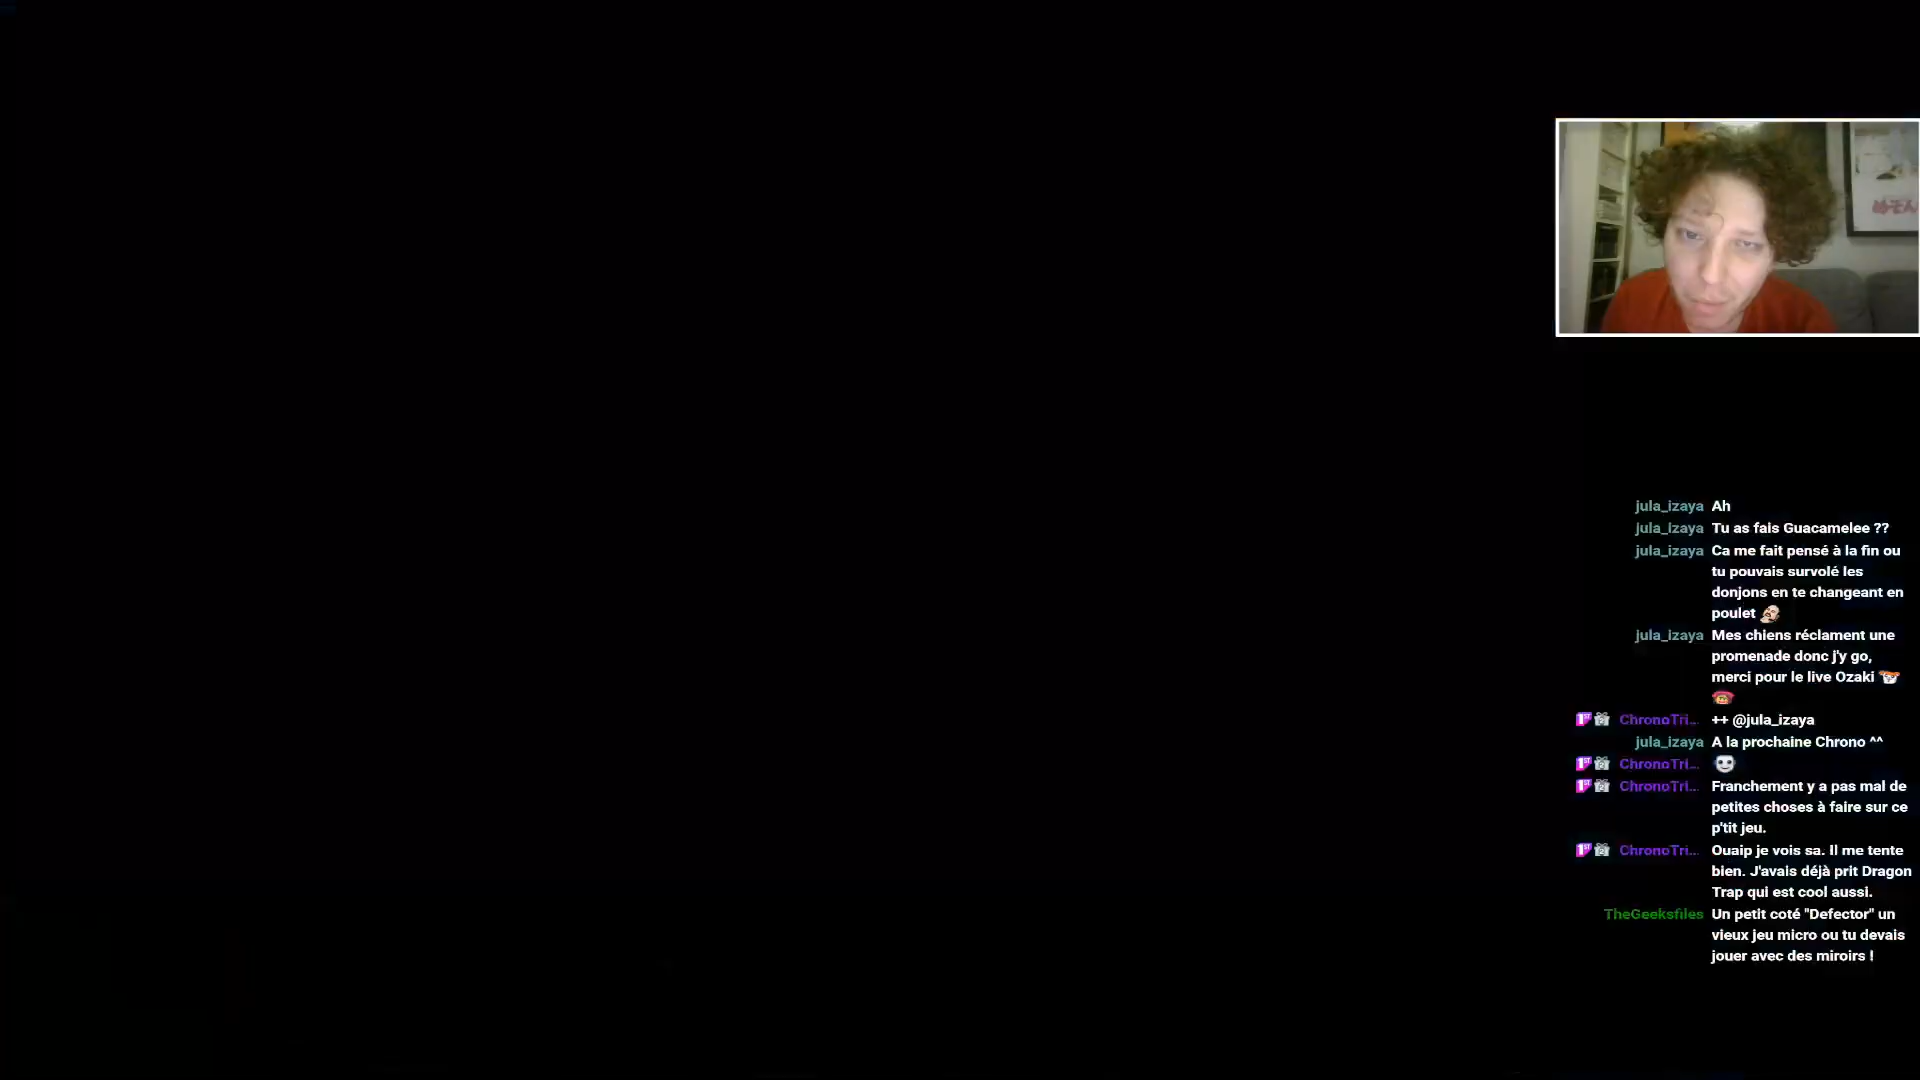 めぞん
jula_izaya Ah
jula_izaya Tu as fais Guacamelee ??
jula_izaya Ca me fait pensé à la fin ou
tu pouvais survolé les
donjons en te changeant en
poulet
jula_izaya Mes chiens réclament une
promenade donc j'y go,
merci pour le live Ozaki
ChronoTri... ++ @jula_izaya
jula_izaya A la prochaine Chrono ^^
ChronoTri...
ChronoTri... Franchement y a pas mal de
petites choses à faire sur ce
p'tit jeu.
ChronoTri... Ouaip je vois sa. Il me tente
bien. J'avais déjà prit Dragon
Trap qui est cool aussi.
TheGeeksfiles Un petit coté "Defector" un
vieux jeu micro ou tu devais
jouer avec des miroirs !